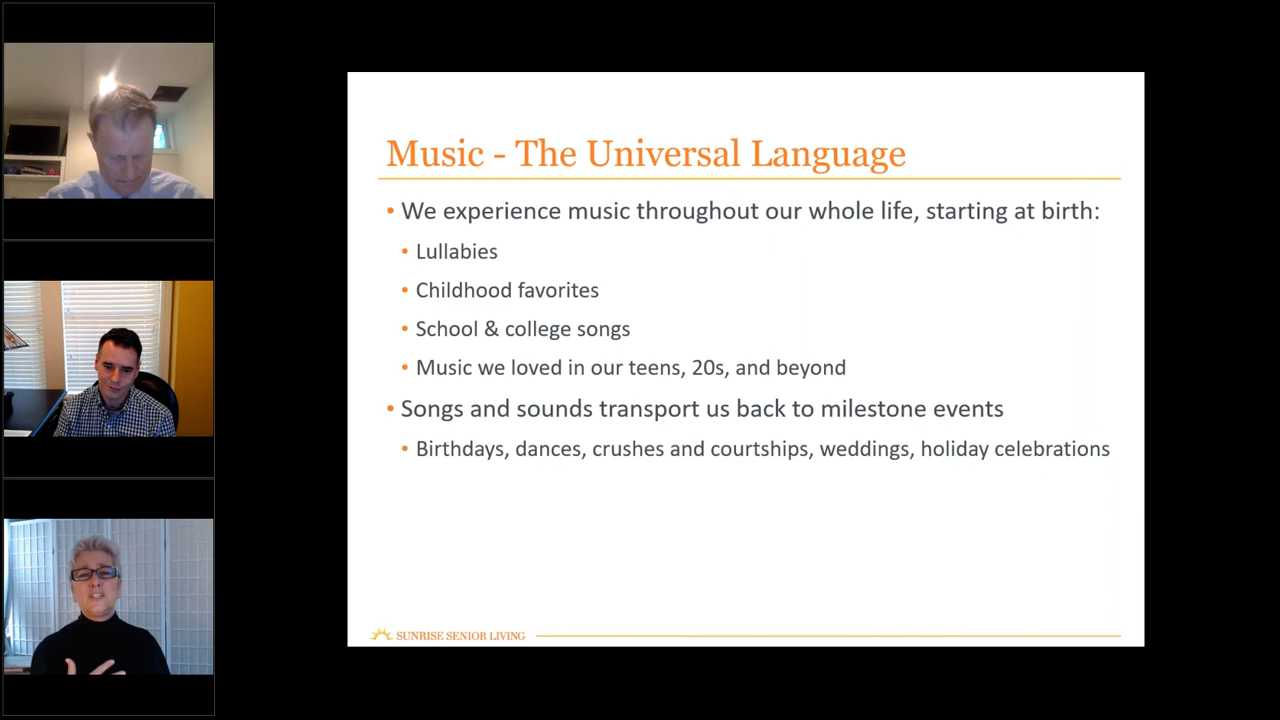 Music - The Universal Language
• We experience music throughout our whole life, starting at birth:
• Lullabies
• Childhood favorites
• School & college songs
• Music we loved in our teens, 20s, and beyond
• Songs and sounds transport us back to milestone events
• Birthdays, dances, crushes and courtships, weddings, holiday celebrations
SUNRISE SENIOR LIVING